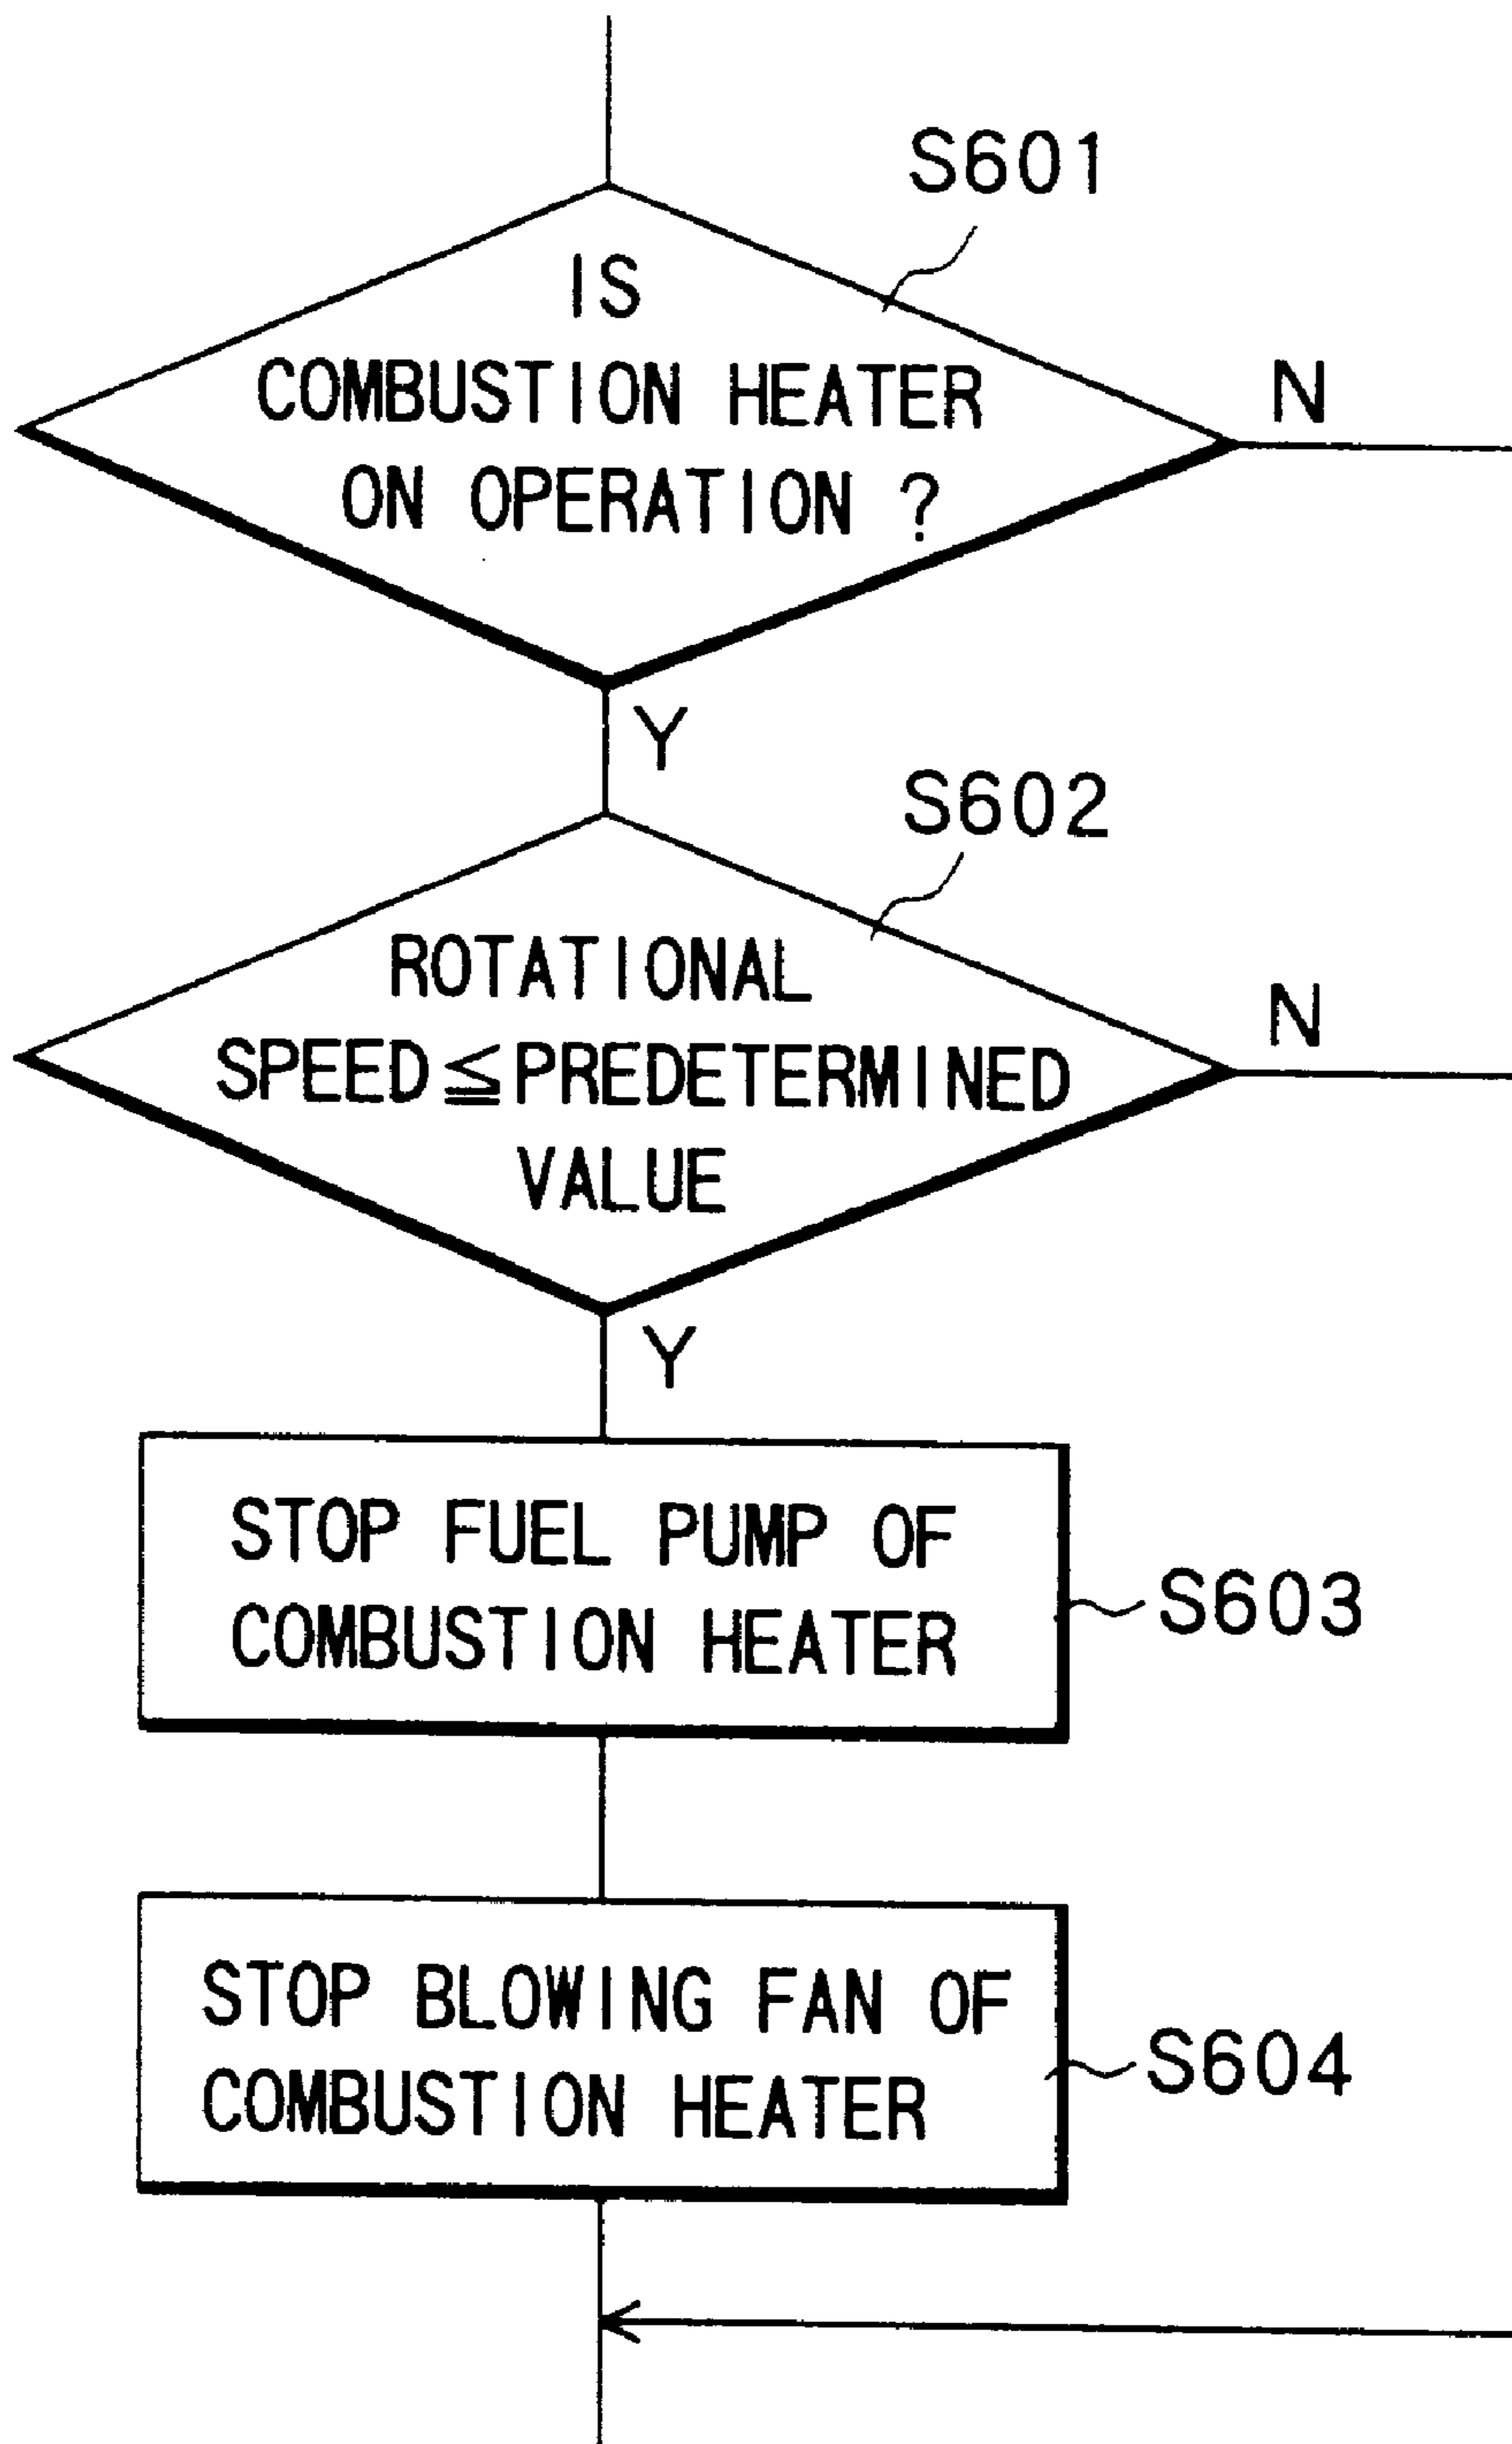 S601
IS
COMBUSTION HEATER
ON OPERATION ?
N
Y
S602
ROTATIONAL
SPEED≦PREDETERMINED
VALUE
N
Y
STOP FUEL PUMP OF
COMBUSTION HEATER
S603
STOP BLOWING FAN OF
COMBUSTION HEATER
S604